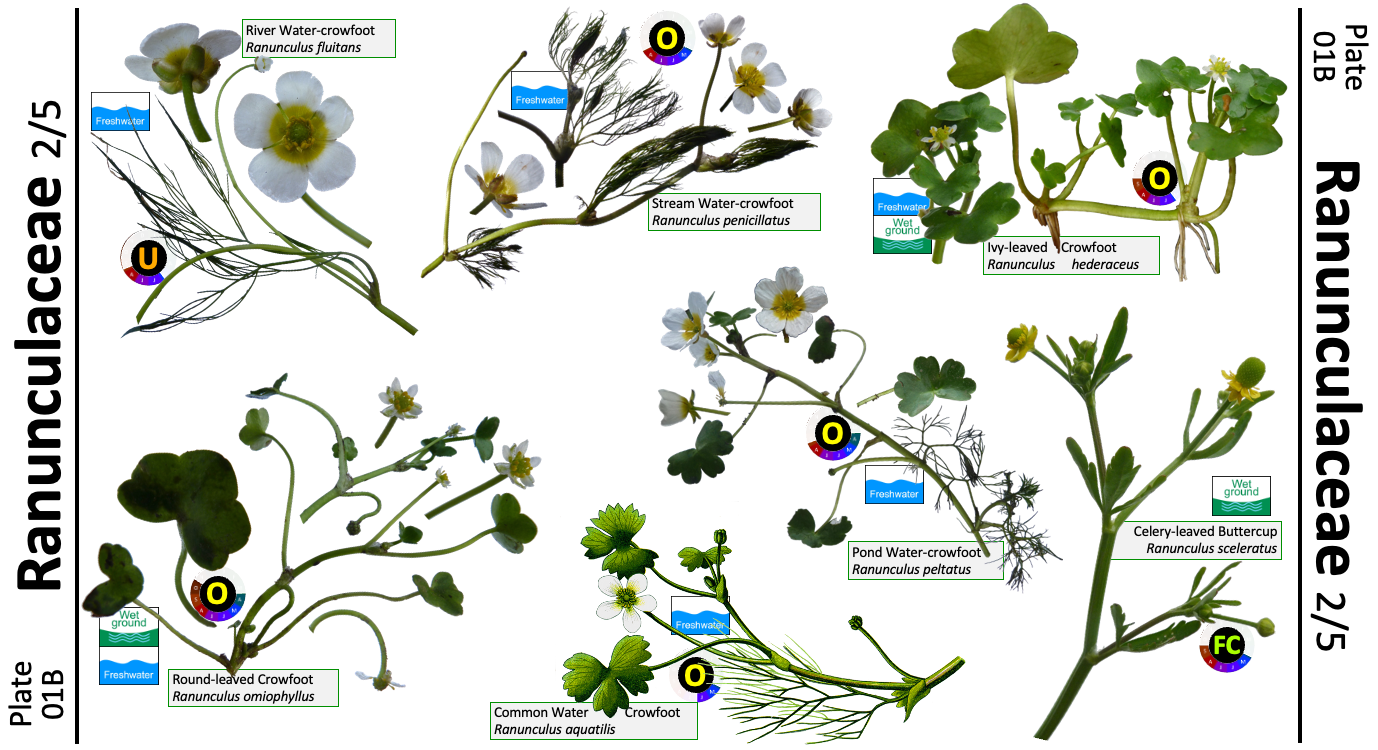 Ranunculaceae 2/5
Plate
01B
River Water-crowfoot
Ranunculus fluitans
Freshwater
U
O
Freshwater
Stream Water-crowfoot
Ranunculus penicillatus
O
Freshwater
Wet
ground
Ivy-leaved Crowfoot
Ranunculus hederaceus
O
Wet
ground
Freshwater
Round-leaved Crowfoot
Ranunculus omiophyllus
O
Freshwater
Pond Water-crowfoot
Ranunculus peltatus
Freshwater
O
Common Water Crowfoot
Ranunculus aquatilis
Wet
ground
Celery-leaved Buttercup
Ranunculus sceleratus
FC
Plate
01B
Ranunculaceae 2/5